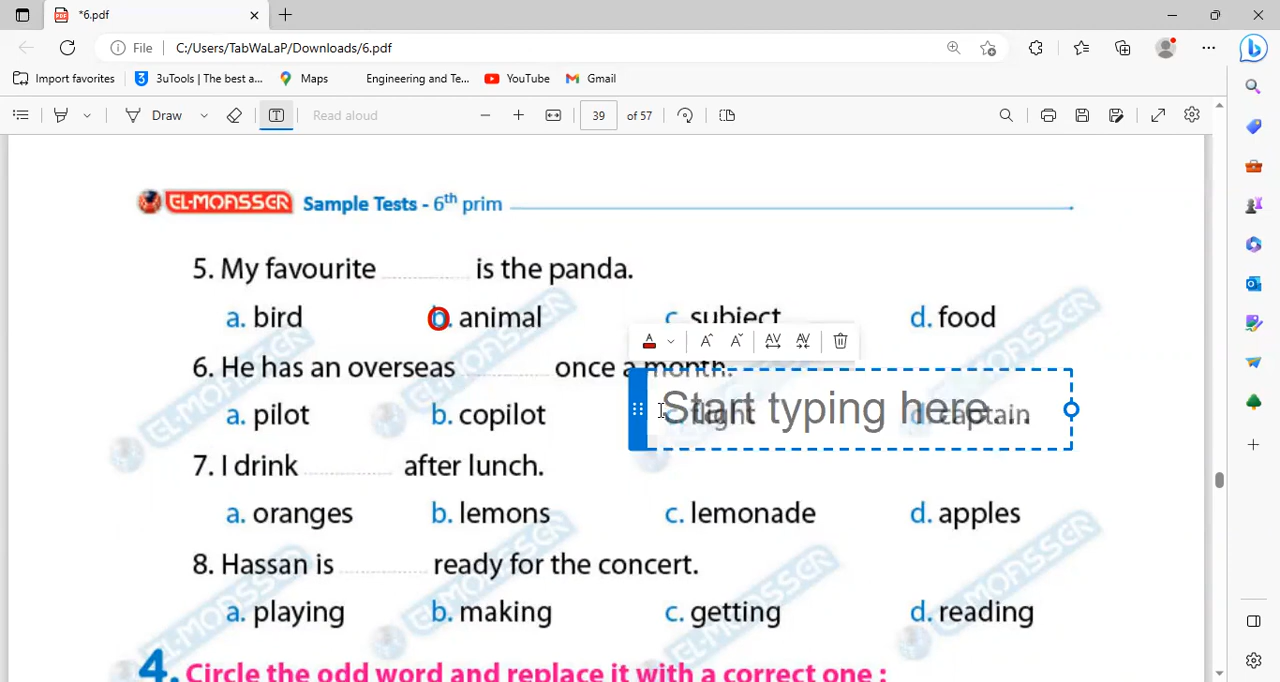 *6.pdf
File C:/Users/TabWaLaP/Downloads/6.pdf
Import favorites 3uTools | The best a... Maps Engineering and Te... YouTube Gmail
Draw Read aloud 39 of 57
EL-MOASSER Sample Tests - 6th prim
5. My favourite ............ is the panda.
a. bird b. animal c. subject d. food
6. He has an overseas ............ once a month.
a. pilot b. copilot c. flight d. captain
Start typing here...
7. I drink ............ after lunch.
a. oranges b. lemons c. lemonade d. apples
8. Hassan is ............ ready for the concert.
a. playing b. making c. getting d. reading
4. Circle the odd word and replace it with a correct one :